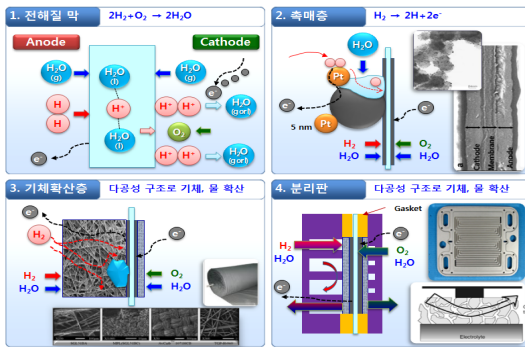 1. 전해질 막
2H₂+O₂ → 2H₂O
Anode
Cathode
H₂O
(g)
H₂O
(l)
H₂O
(g)
e⁻
H
H
H⁺
H⁺
H⁺
H₂O
(gorl)
O₂
H₂O
(l)
H⁺
H⁺
H₂O
(gorl)
e⁻
2. 촉매층
H₂ → 2H+2e⁻
H₂O
Pt
Pt
e⁻
5 nm
e⁻
H₂
O₂
H₂O
H₂O
a
Cathode
Membrane
Anode
3. 기체확산증
다공성 구조로 기체, 물 확산
e⁻
H₂
e⁻
H₂
O₂
H₂O
H₂O
4. 분리판
다공성 구조로 기체, 물 확산
Gasket
e⁻
H₂
O₂
H₂O
H₂O
e⁻
Electrolyte